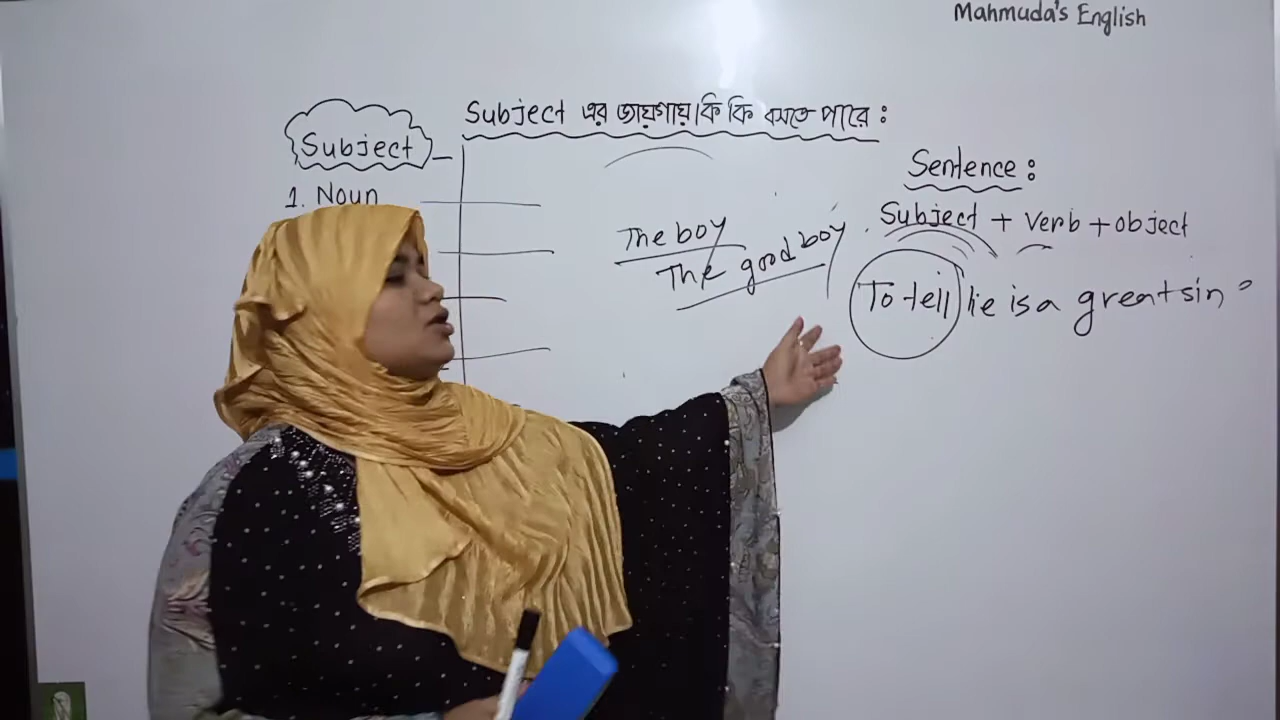 Mahmuda's English
Subject এর জায়গায় কি কি বসতে পারে :
Subject –
1. Noun
The boy
The good boy
Sentence :
Subject + verb + object
To tell lie is a great sin